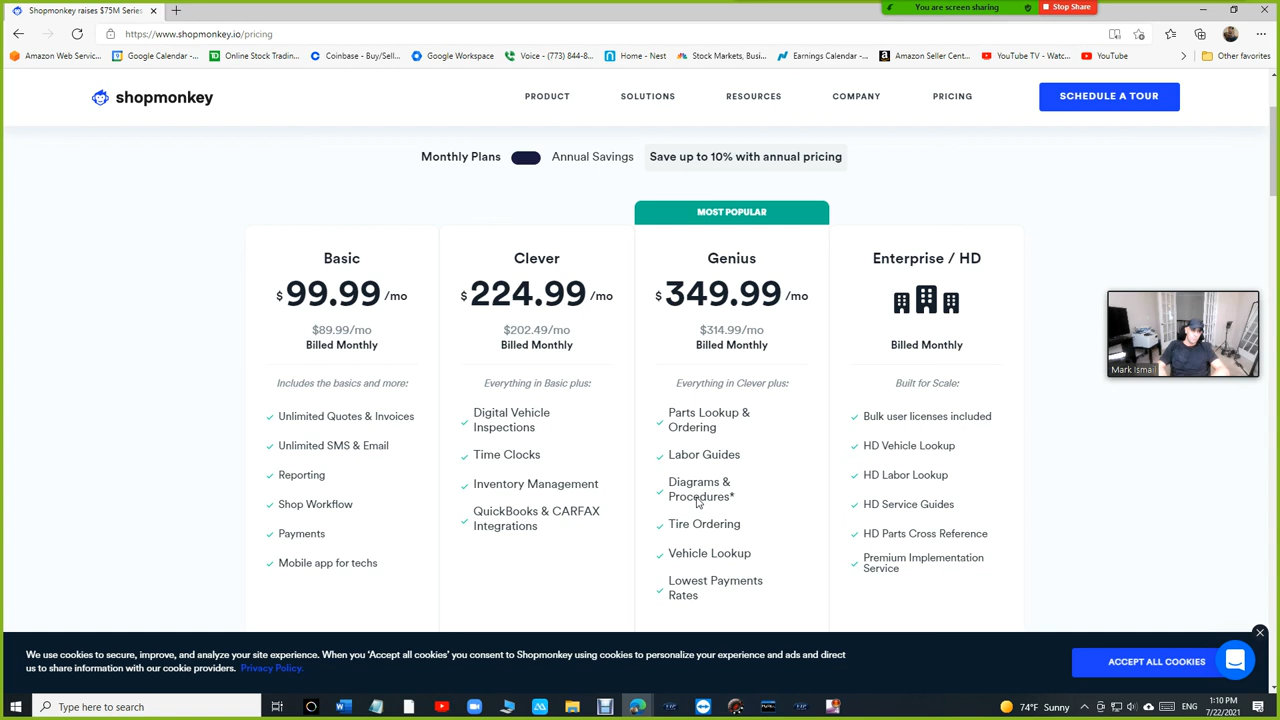 You are screen sharing
Stop Share
Shopmonkey raises $75M Series
https://www.shopmonkey.io/pricing
Amazon Web Servic...
Google Calendar -...
Online Stock Tradin...
Coinbase - Buy/Sell...
Google Workspace
Voice - (773) 844-8...
Home - Nest
Stock Markets, Busi...
Earnings Calendar -...
Amazon Seller Cent...
YouTube TV - Watc...
YouTube
Other favorites
shopmonkey
PRODUCT
SOLUTIONS
RESOURCES
COMPANY
PRICING
SCHEDULE A TOUR
Monthly Plans
Annual Savings
Save up to 10% with annual pricing
MOST POPULAR
Basic
$99.99/mo
$89.99/mo
Billed Monthly
Includes the basics and more:
Unlimited Quotes & Invoices
Unlimited SMS & Email
Reporting
Shop Workflow
Payments
Mobile app for techs
Clever
$224.99/mo
$202.49/mo
Billed Monthly
Everything in Basic plus:
Digital Vehicle
Inspections
Time Clocks
Inventory Management
QuickBooks & CARFAX
Integrations
Genius
$349.99/mo
$314.99/mo
Billed Monthly
Everything in Clever plus:
Parts Lookup &
Ordering
Labor Guides
Diagrams &
Procedures*
Tire Ordering
Vehicle Lookup
Lowest Payments
Rates
Enterprise / HD
Billed Monthly
Built for Scale:
Bulk user licenses included
HD Vehicle Lookup
HD Labor Lookup
HD Service Guides
HD Parts Cross Reference
Premium Implementation
Service
Mark Ismail
We use cookies to secure, improve, and analyze your site experience. When you 'Accept all cookies' you consent to Shopmonkey using cookies to personalize your experience and ads and direct
us to share information with our cookie providers. Privacy Policy.
ACCEPT ALL COOKIES
Type here to search
74°F Sunny
ENG
1:10 PM
7/22/2021